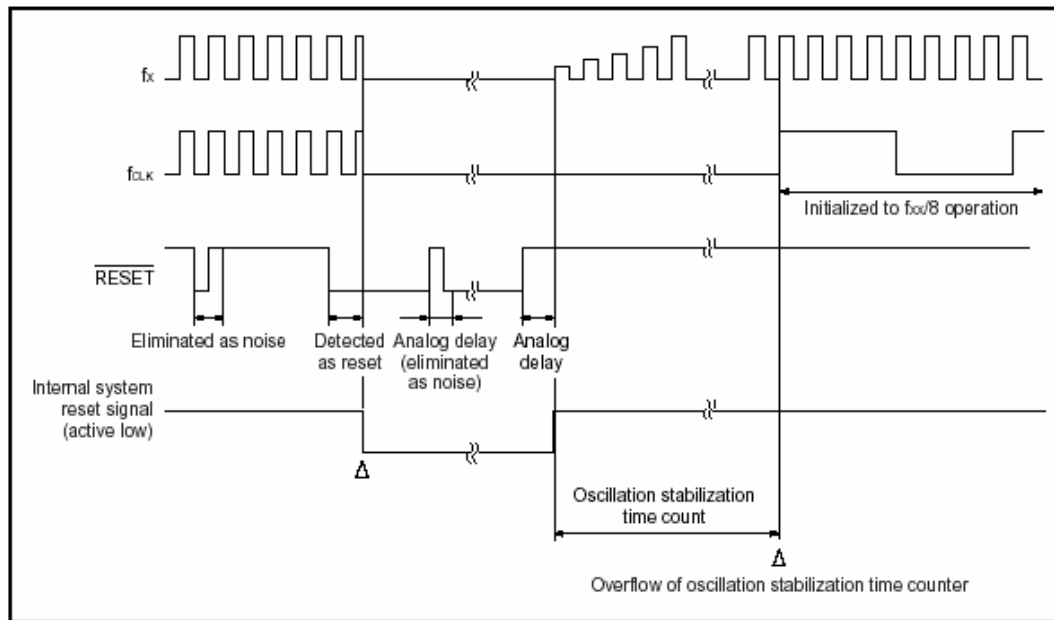 fX
fCLK
Initialized to fXX/8 operation
RESET
Eliminated as noise
Detected
as reset
Analog delay
(eliminated
as noise)
Analog
delay
Internal system
reset signal
(active low)
Oscillation stabilization
time count
Overflow of oscillation stabilization time counter